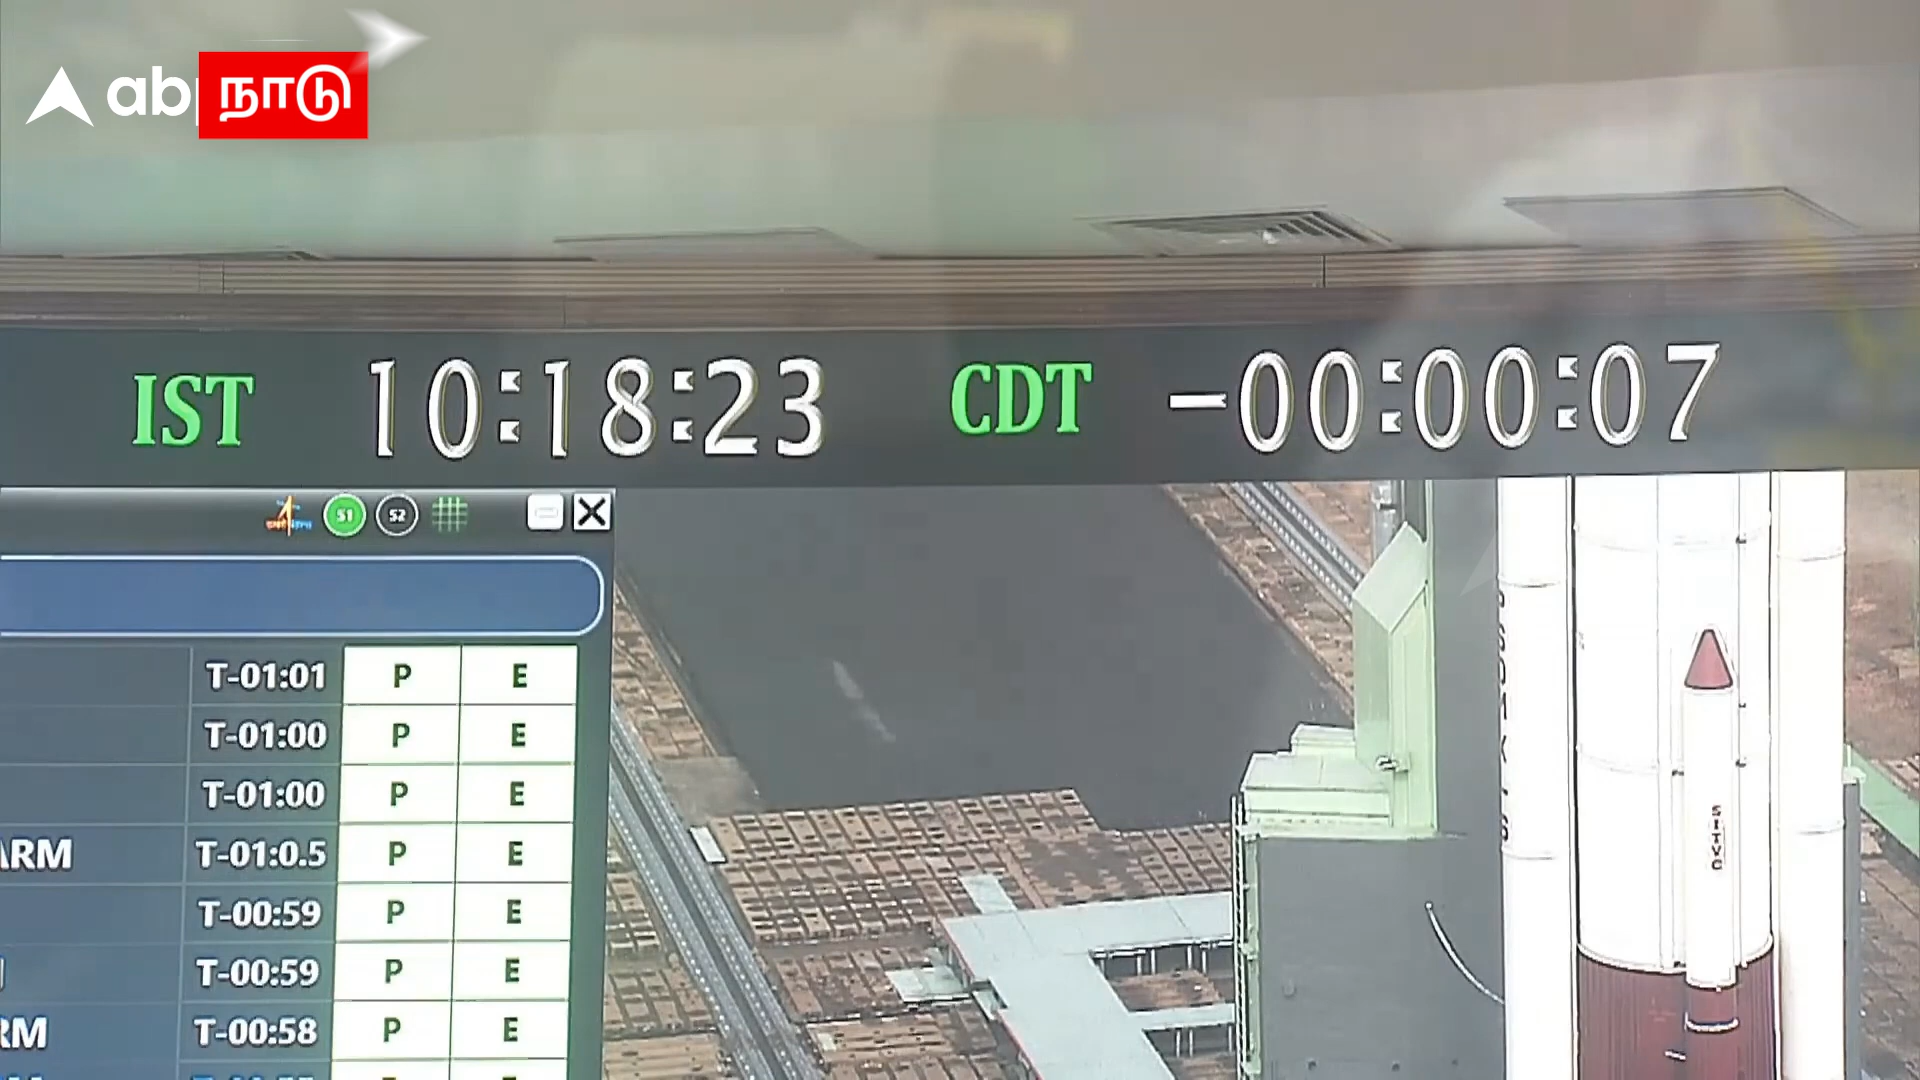 abp நாடு
IST 10:18:23 CDT -00:00:07
S1 S2
T-01:01 P E
T-01:00 P E
T-01:00 P E
ARM T-01:0.5 P E
T-00:59 P E
T-00:59 P E
RM T-00:58 P E
SITVC